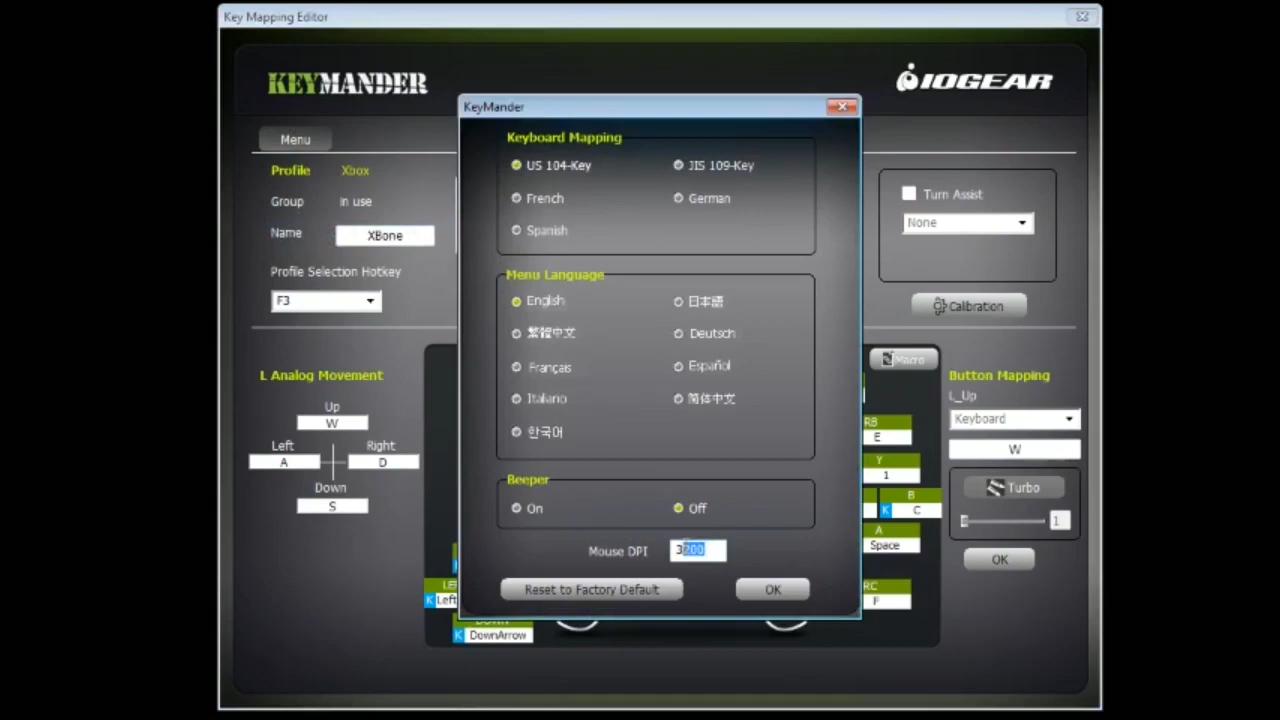 Key Mapping Editor
KEYMANDER
IOGEAR
Menu
Profile Xbox
Group in use
Name XBone
Profile Selection Hotkey
F3
L Analog Movement
Up
W
Left Right
A D
Down
S
KeyMander
Keyboard Mapping
US 104-Key JIS 109-Key
French German
Spanish
Menu Language
English 日本語
繁體中文 Deutsch
Français Español
Italiano 简体中文
한국어
Beeper
On Off
Mouse DPI 3200
Reset to Factory Default OK
Turn Assist
None
Calibration
Macro
RB
E
Y
1
B
K C
A
Space
RC
F
K Left
DOWN
K DownArrow
Button Mapping
L_Up
Keyboard
W
Turbo
1
OK